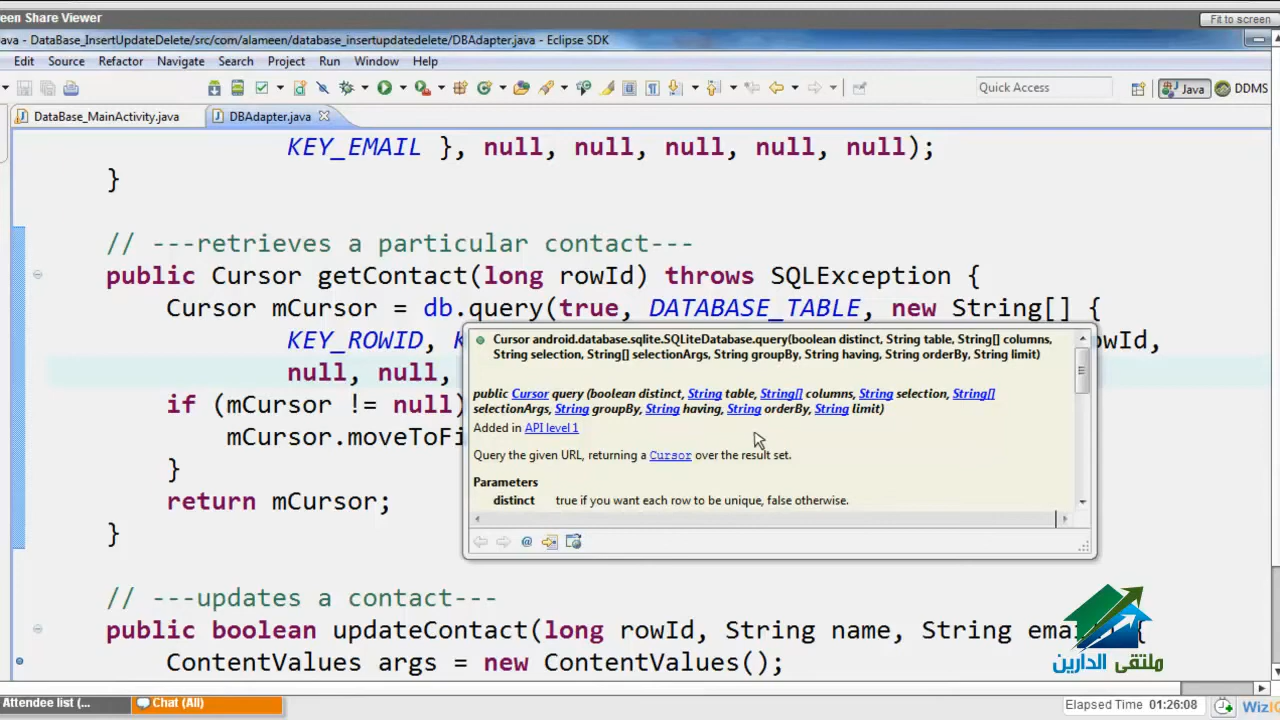 een Share Viewer
Fit to screen
ava - DataBase_InsertUpdateDelete/src/com/alameen/database_insertupdatedelete/DBAdapter.java - Eclipse SDK
Edit Source Refactor Navigate Search Project Run Window Help
Quick Access
Java
DDMS
DataBase_MainActivity.java
DBAdapter.java
KEY_EMAIL }, null, null, null, null, null);
}
// ---retrieves a particular contact---
public Cursor getContact(long rowId) throws SQLException {
Cursor mCursor = db.query(true, DATABASE_TABLE, new String[] {
KEY_ROWID, K
owId,
null, null,
if (mCursor != null)
mCursor.moveToFi
}
return mCursor;
}
Cursor android.database.sqlite.SQLiteDatabase.query(boolean distinct, String table, String[] columns,
String selection, String[] selectionArgs, String groupBy, String having, String orderBy, String limit)
public Cursor query (boolean distinct, String table, String[] columns, String selection, String[]
selectionArgs, String groupBy, String having, String orderBy, String limit)
Added in API level 1
Query the given URL, returning a Cursor over the result set.
Parameters
distinct true if you want each row to be unique, false otherwise.
@
// ---updates a contact---
public boolean updateContact(long rowId, String name, String ema
{
ContentValues args = new ContentValues();
ملتقى الدارين
Attendee list (...
Chat (All)
Elapsed Time 01:26:08
WizI